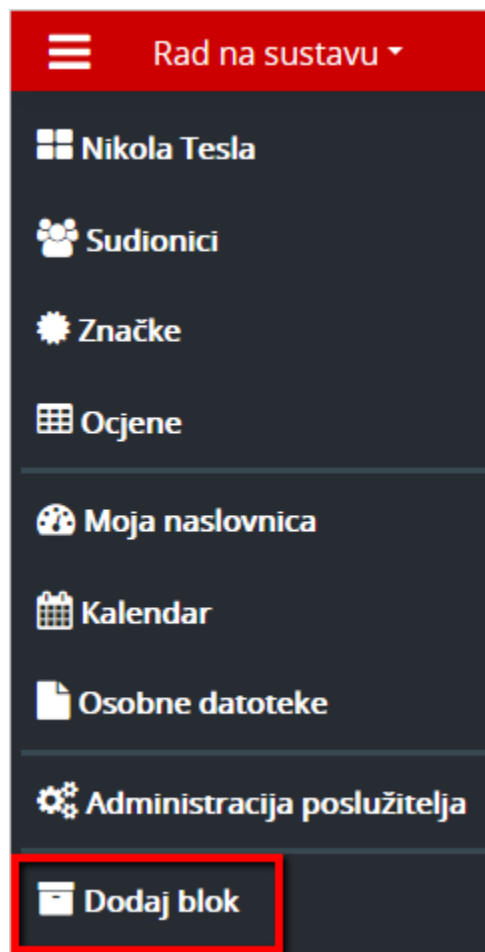 Rad na sustavu
Nikola Tesla
Sudionici
Značke
Ocjene
Moja naslovnica
Kalendar
Osobne datoteke
Administracija poslužitelja
Dodaj blok